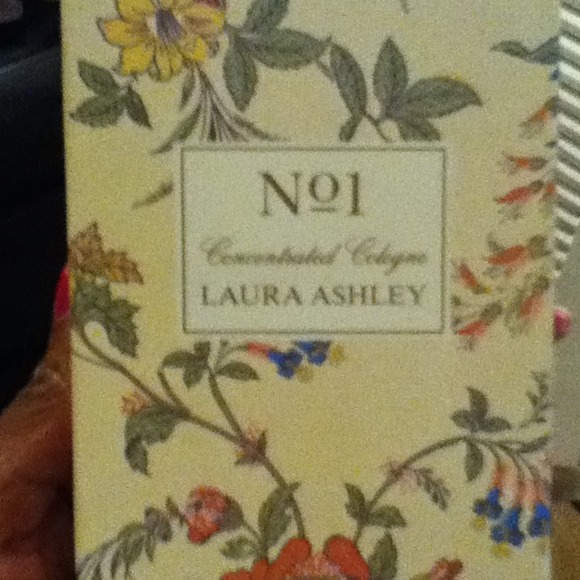 Nº1
Concentrated Cologne
LAURA ASHLEY